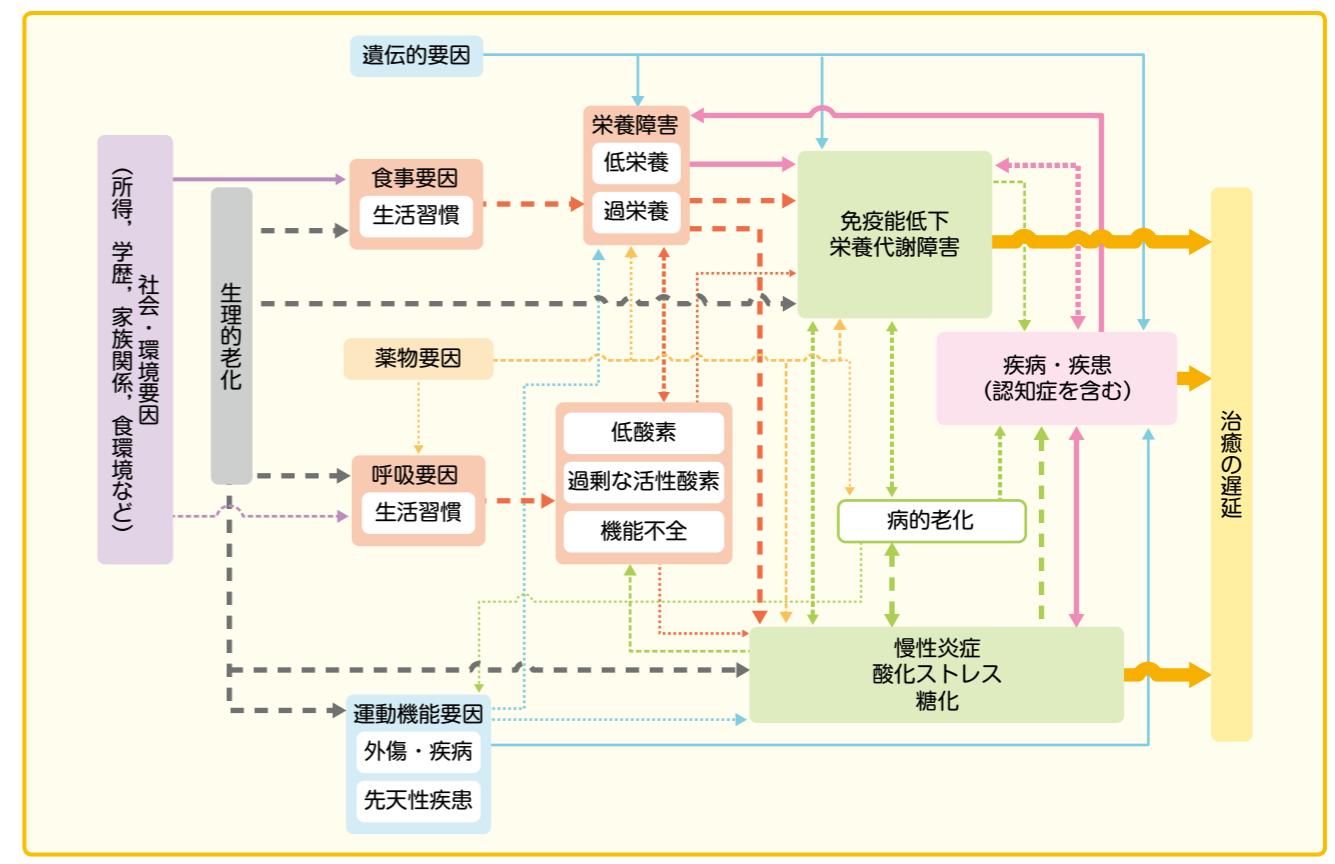 遺伝的要因
社会・環境要因
(所得,学歴,家族関係,食環境など)
生理的老化
食事要因
生活習慣
栄養障害
低栄養
過栄養
免疫能低下
栄養代謝障害
薬物要因
疾病・疾患
(認知症を含む)
治癒の遅延
呼吸要因
生活習慣
低酸素
過剰な活性酸素
機能不全
病的老化
慢性炎症
酸化ストレス
糖化
運動機能要因
外傷・疾病
先天性疾患